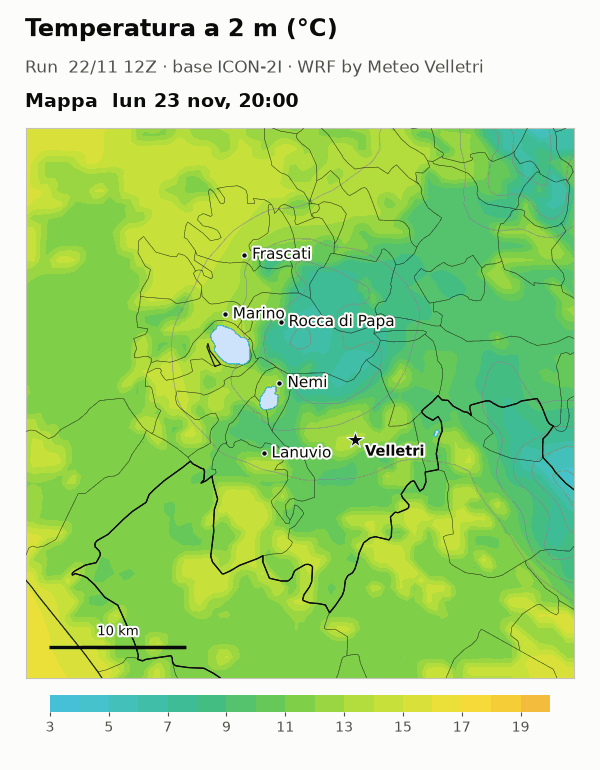 Temperatura a 2 m (°C)
Run  22/11 12Z · base ICON-2I · WRF by Meteo Velletri
Mappa  lun 23 nov, 20:00
Frascati
Marino
Rocca di Papa
Nemi
Velletri
Lanuvio
10 km
3 5 7 9 11 13 15 17 19